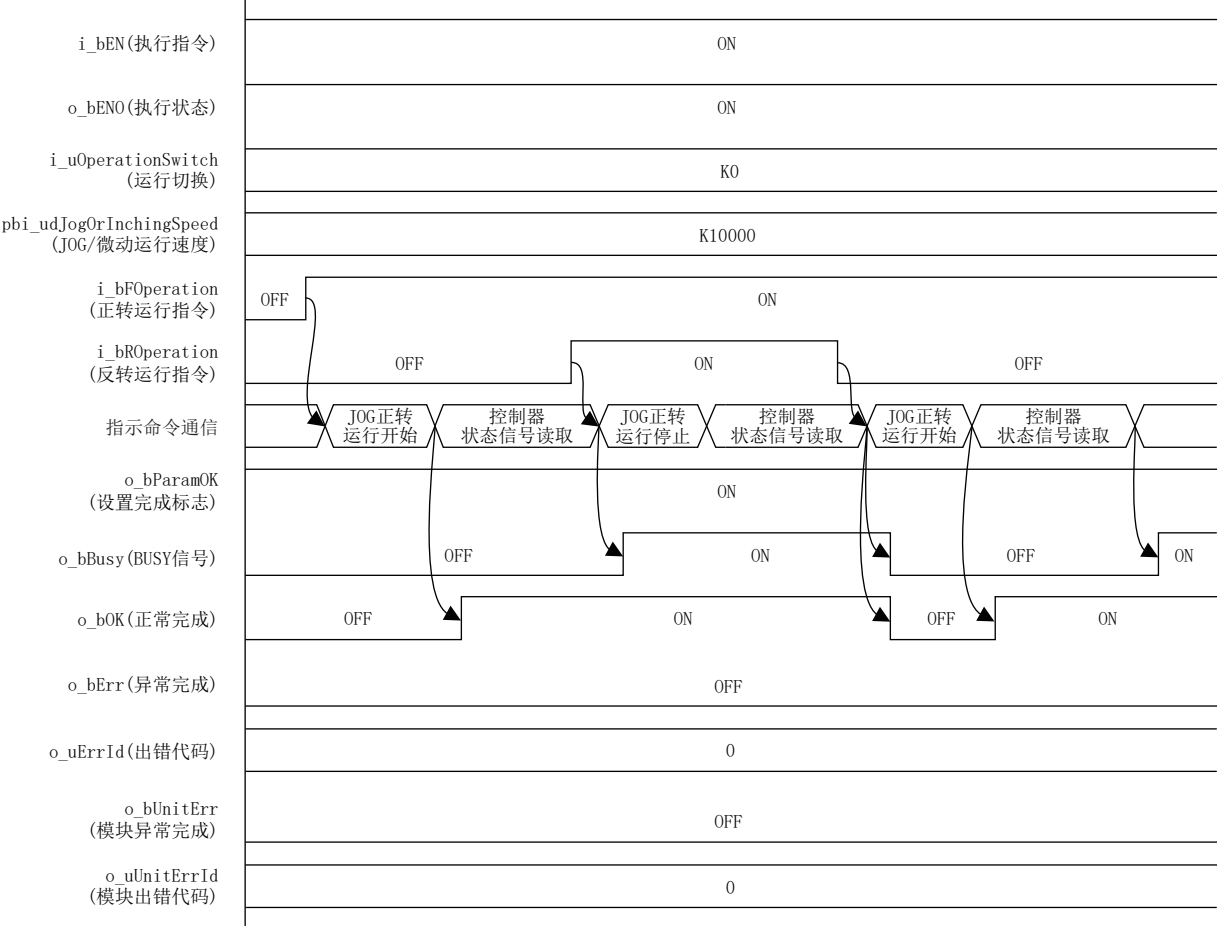 i_bEN(执行指令)
ON
o_bENO(执行状态)
ON
i_uOperationSwitch
(运行切换)
K0
pbi_udJogOrInchingSpeed
(JOG/微动运行速度)
K10000
i_bFOperation
(正转运行指令)
OFF
ON
i_bROperation
(反转运行指令)
OFF
ON
OFF
指示命令通信
JOG正转
运行开始
控制器
状态信号读取
JOG正转
运行停止
控制器
状态信号读取
JOG正转
运行开始
控制器
状态信号读取
o_bParamOK
(设置完成标志)
ON
o_bBusy(BUSY信号)
OFF
ON
OFF
ON
o_bOK(正常完成)
OFF
ON
OFF
ON
o_bErr(异常完成)
OFF
o_uErrId(出错代码)
0
o_bUnitErr
(模块异常完成)
OFF
o_uUnitErrId
(模块出错代码)
0